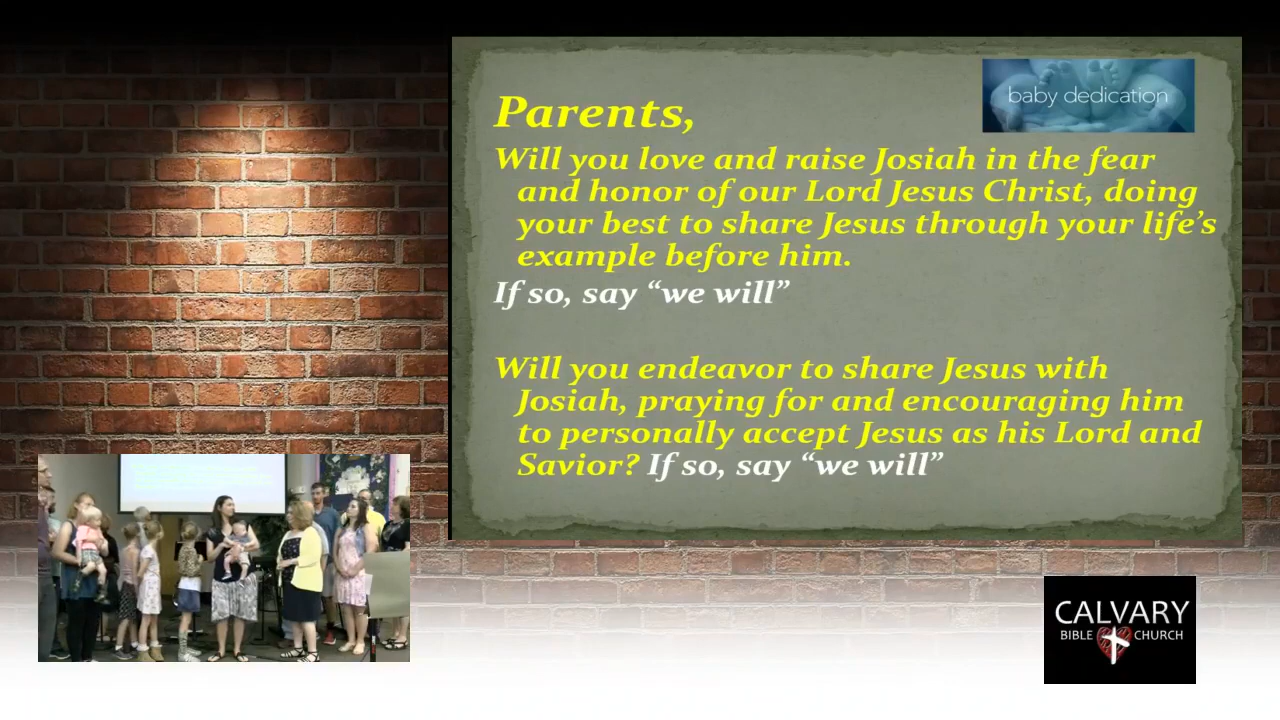 baby dedication
Parents,
Will you love and raise Josiah in the fear
and honor of our Lord Jesus Christ, doing
your best to share Jesus through your life’s
example before him.
If so, say “we will”
Will you endeavor to share Jesus with
Josiah, praying for and encouraging him
to personally accept Jesus as his Lord and
Savior? If so, say “we will”
CALVARY
BIBLE CHURCH